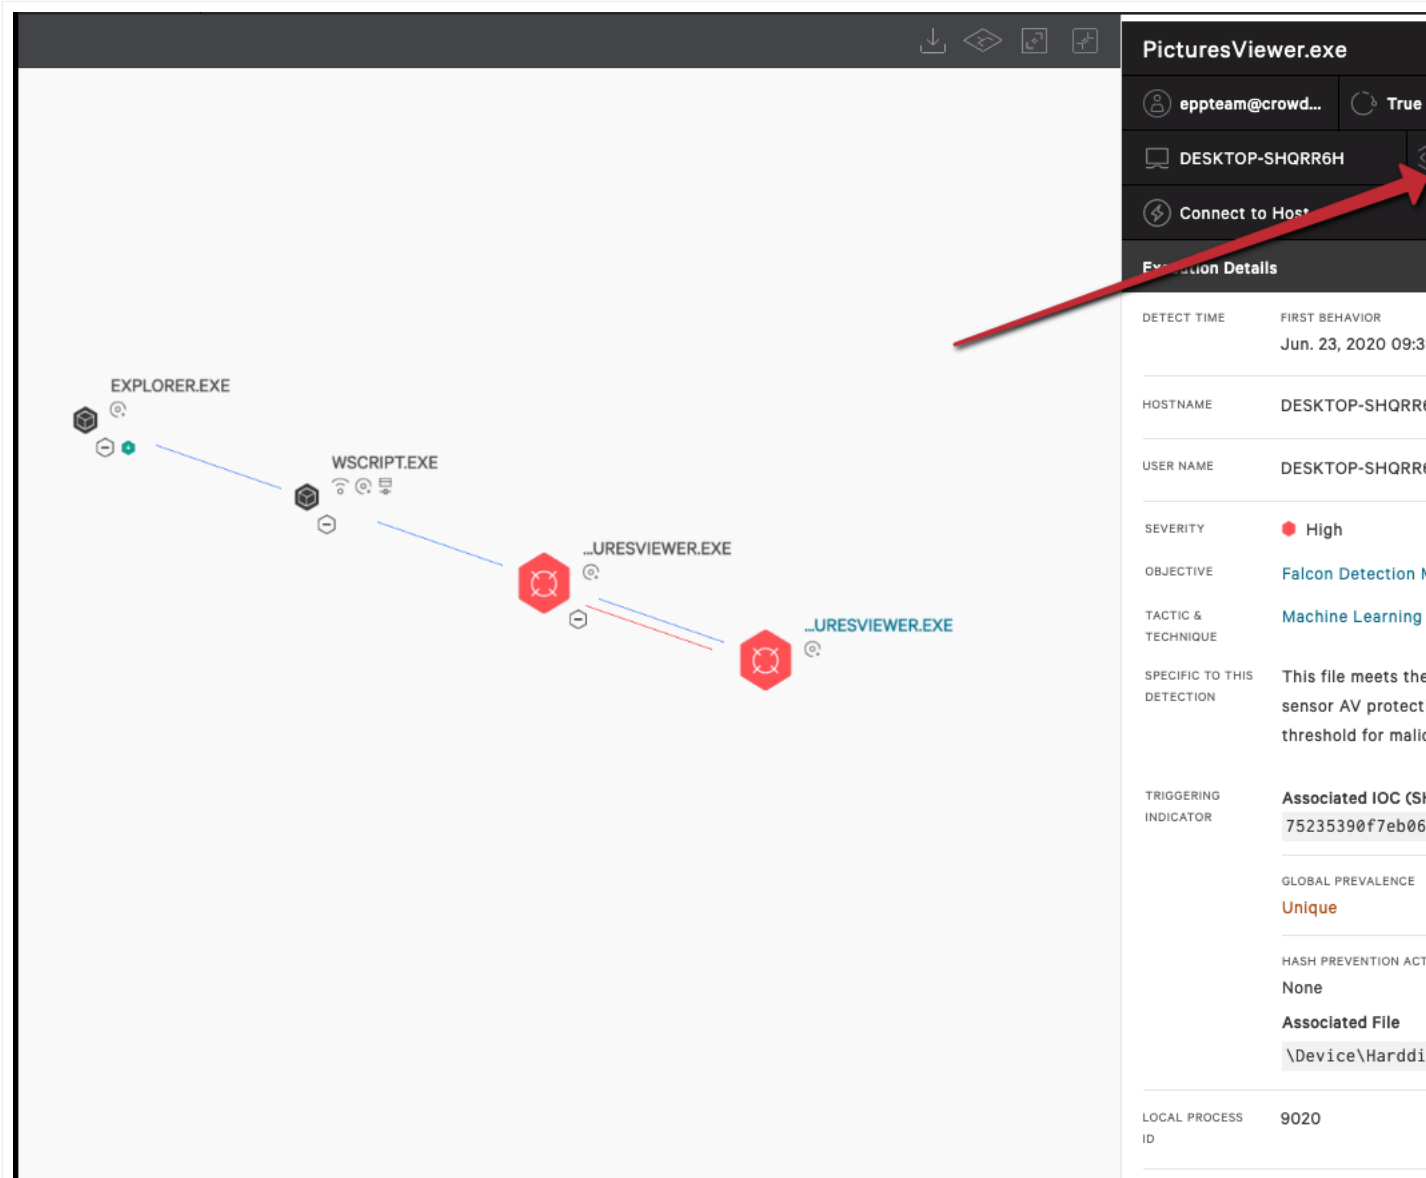 PicturesViewer.exe
eppteam@crowd...
True
DESKTOP-SHQRR6H
Connect to Host
Execution Details
DETECT TIME
FIRST BEHAVIOR
Jun. 23, 2020 09:3
HOSTNAME
DESKTOP-SHQRR6
USER NAME
DESKTOP-SHQRR6
SEVERITY
High
OBJECTIVE
Falcon Detection M
TACTIC &
TECHNIQUE
Machine Learning
SPECIFIC TO THIS
DETECTION
This file meets the
sensor AV protect
threshold for malic
TRIGGERING
INDICATOR
Associated IOC (SH
75235390f7eb06
GLOBAL PREVALENCE
Unique
HASH PREVENTION ACT
None
Associated File
\Device\Harddi
LOCAL PROCESS
ID
9020
EXPLORER.EXE
WSCRIPT.EXE
...URESVIEWER.EXE
...URESVIEWER.EXE